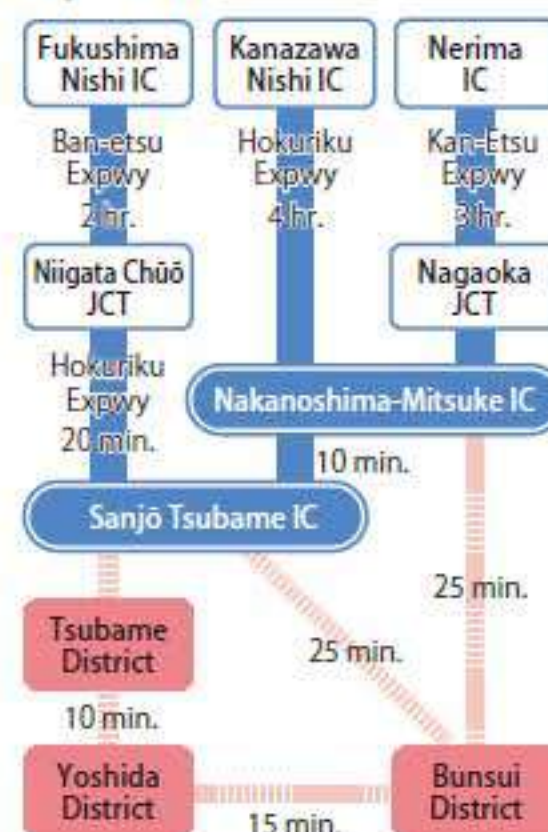 Fukushima
Nishi IC
Kanazawa
Nishi IC
Nerima
IC
Ban-etsu
Expwy
2 hr.
Hokuriku
Expwy
4 hr.
Kan-Etsu
Expwy
3 hr.
Niigata Chūō
JCT
Nagaoka
JCT
Hokuriku
Expwy
20 min.
Nakanoshima-Mitsuke IC
10 min.
Sanjō Tsubame IC
25 min.
Tsubame
District
25 min.
10 min.
Yoshida
District
15 min.
Bunsui
District